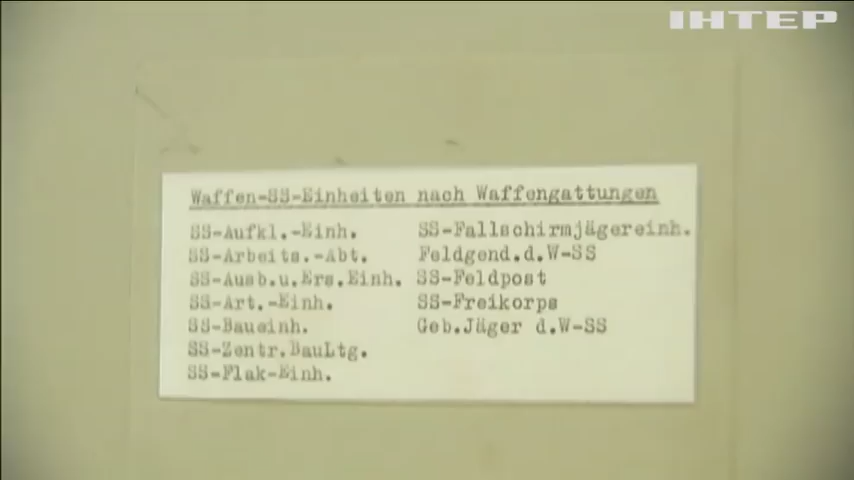 ІНТЕР
Waffen-SS-Einheiten nach Waffengattungen
SS-Aufkl.-Einh.
SS-Arbeits.-Abt.
SS-Ausb.u.Ers.Einh.
SS-Art.-Einh.
SS-Baueinh.
SS-Zentr.BauLtg.
SS-Flak-Einh.
SS-Fallschirmjägereinh.
Feldgend.d.W-SS
SS-Feldpost
SS-Freikorps
Geb.Jäger d.W-SS